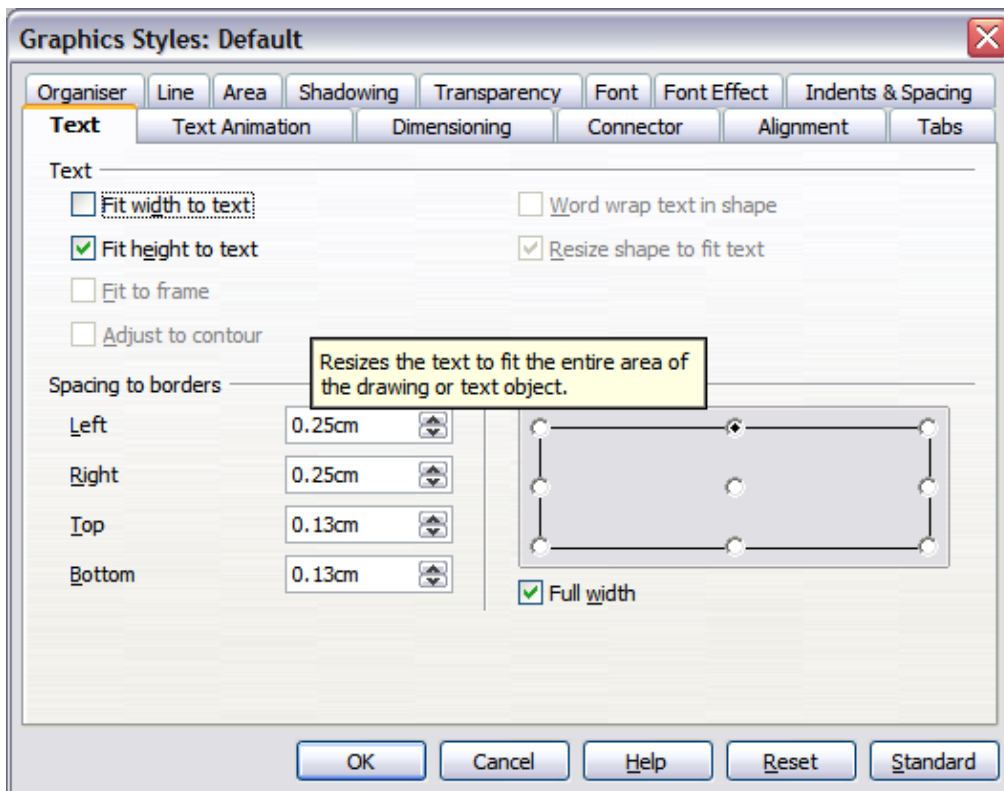 Graphics Styles: Default
Organiser Line Area Shadowing Transparency Font Font Effect Indents & Spacing
Text Text Animation Dimensioning Connector Alignment Tabs
Text
Fit width to text Word wrap text in shape
Fit height to text Resize shape to fit text
Fit to frame
Adjust to contour
Resizes the text to fit the entire area of
the drawing or text object.
Spacing to borders
Left 0.25cm
Right 0.25cm
Top 0.13cm
Bottom 0.13cm
Full width
OK Cancel Help Reset Standard